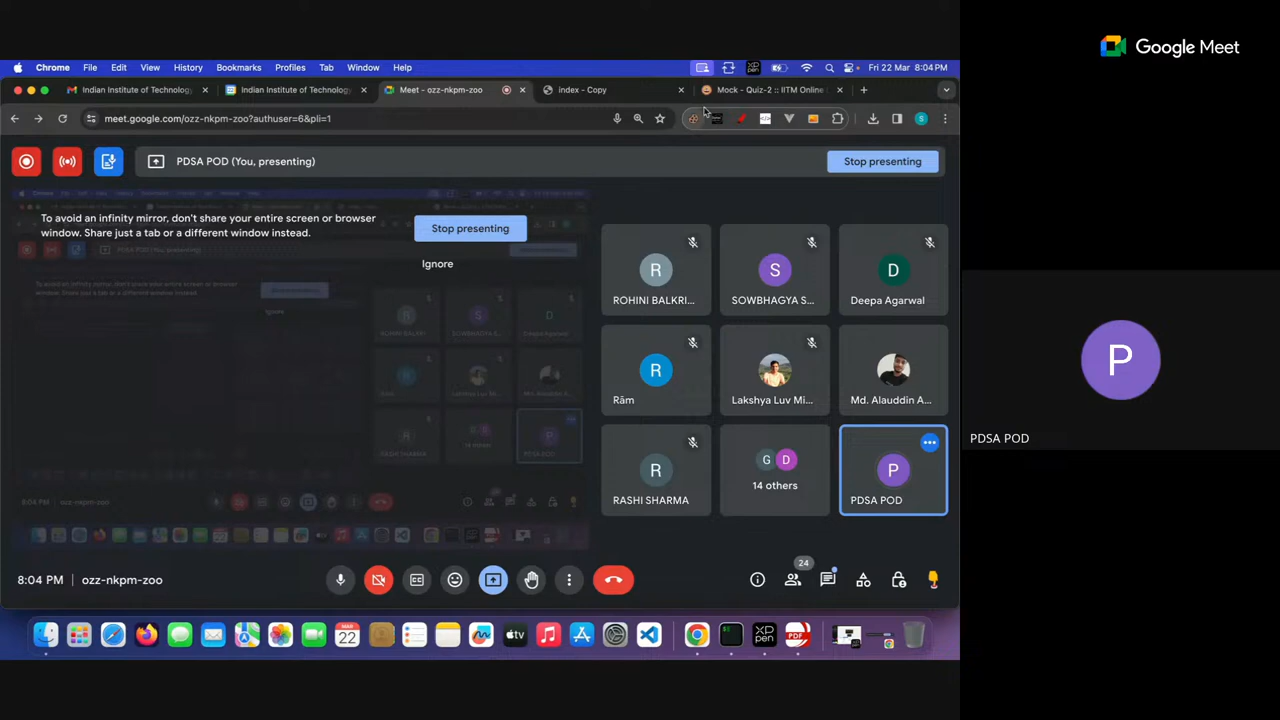 Google Meet
Chrome File Edit View History Bookmarks Profiles Tab Window Help Fri 22 Mar 8:04 PM
Indian Institute of Technology
Indian Institute of Technology
Meet - ozz-nkpm-zoo
index - Copy
Mock - Quiz-2 :: IITM Online
meet.google.com/ozz-nkpm-zoo?authuser=6&pli=1
S
PDSA POD (You, presenting)
Stop presenting
To avoid an infinity mirror, don't share your entire screen or browser
window. Share just a tab or a different window instead.
Stop presenting
Ignore
R
ROHINI BALKRI...
S
SOWBHAGYA S...
D
Deepa Agarwal
R
Rām
Lakshya Luv Mi...
Md. Alauddin A...
R
RASHI SHARMA
G D
14 others
P
PDSA POD
8:04 PM | ozz-nkpm-zoo
24
22
P
PDSA POD